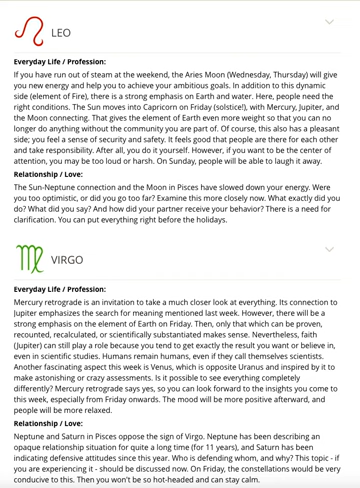 LEO
Everyday Life / Profession:
If you have run out of steam at the weekend, the Aries Moon (Wednesday, Thursday) will give
you new energy and help you to achieve your ambitious goals. In addition to this dynamic
side (element of Fire), there is a strong emphasis on Earth and water. Here, people need the
right conditions. The Sun moves into Capricorn on Friday (solstice!), with Mercury, Jupiter, and
the Moon connecting. That gives the element of Earth even more weight so that you can no
longer do anything without the community you are part of. Of course, this also has a pleasant
side; you feel a sense of security and safety. It feels good that people are there for each other
and take responsibility. After all, you do it yourself. However, if you want to be the center of
attention, you may be too loud or harsh. On Sunday, people will be able to laugh it away.
Relationship / Love:
The Sun-Neptune connection and the Moon in Pisces have slowed down your energy. Were
you too optimistic, or did you go too far? Examine this more closely now. What exactly did you
do? What did you say? And how did your partner receive your behavior? There is a need for
clarification. You can put everything right before the holidays.
VIRGO
Everyday Life / Profession:
Mercury retrograde is an invitation to take a much closer look at everything. Its connection to
Jupiter emphasizes the search for meaning mentioned last week. However, there will be a
strong emphasis on the element of Earth on Friday. Then, only that which can be proven,
recounted, recalculated, or scientifically substantiated makes sense. Nevertheless, faith
(Jupiter) can still play a role because you tend to get exactly the result you want or believe in,
even in scientific studies. Humans remain humans, even if they call themselves scientists.
Another fascinating aspect this week is Venus, which is opposite Uranus and inspired by it to
make astonishing or crazy assessments. Is it possible to see everything completely
differently? Mercury retrograde says yes, so you can look forward to the insights you come to
this week, especially from Friday onwards. The mood will be more positive afterward, and
people will be more relaxed.
Relationship / Love:
Neptune and Saturn in Pisces oppose the sign of Virgo. Neptune has been describing an
opaque relationship situation for quite a long time (for 11 years), and Saturn has been
indicating defensive attitudes since this year. Who is defending whom, and why? This topic - if
you are experiencing it - should be discussed now. On Friday, the constellations would be very
conducive to this. Then you won't be so hot-headed and can stay calm.